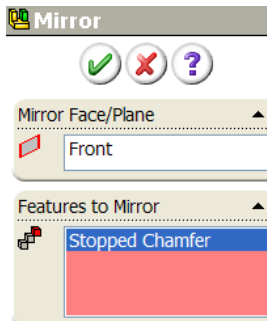 Mirror
?
Mirror Face/Plane
Front
Features to Mirror
Stopped Chamfer